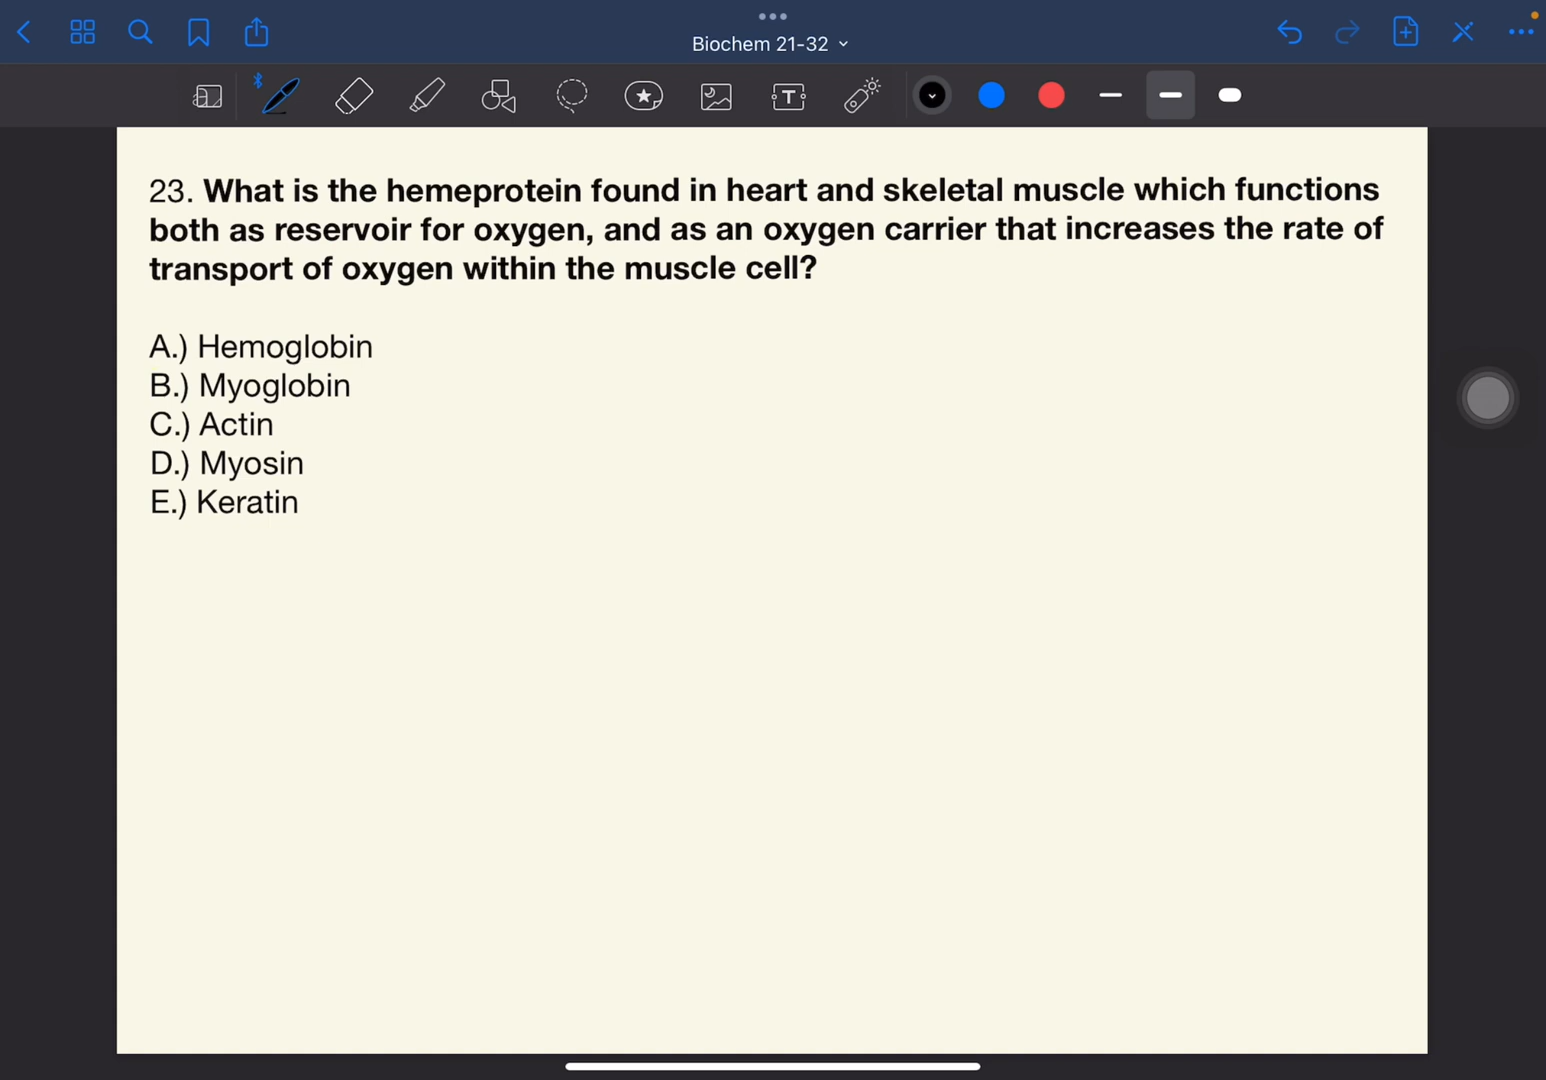 Biochem 21-32
23. What is the hemeprotein found in heart and skeletal muscle which functions
both as reservoir for oxygen, and as an oxygen carrier that increases the rate of
transport of oxygen within the muscle cell?
A.) Hemoglobin
B.) Myoglobin
C.) Actin
D.) Myosin
E.) Keratin